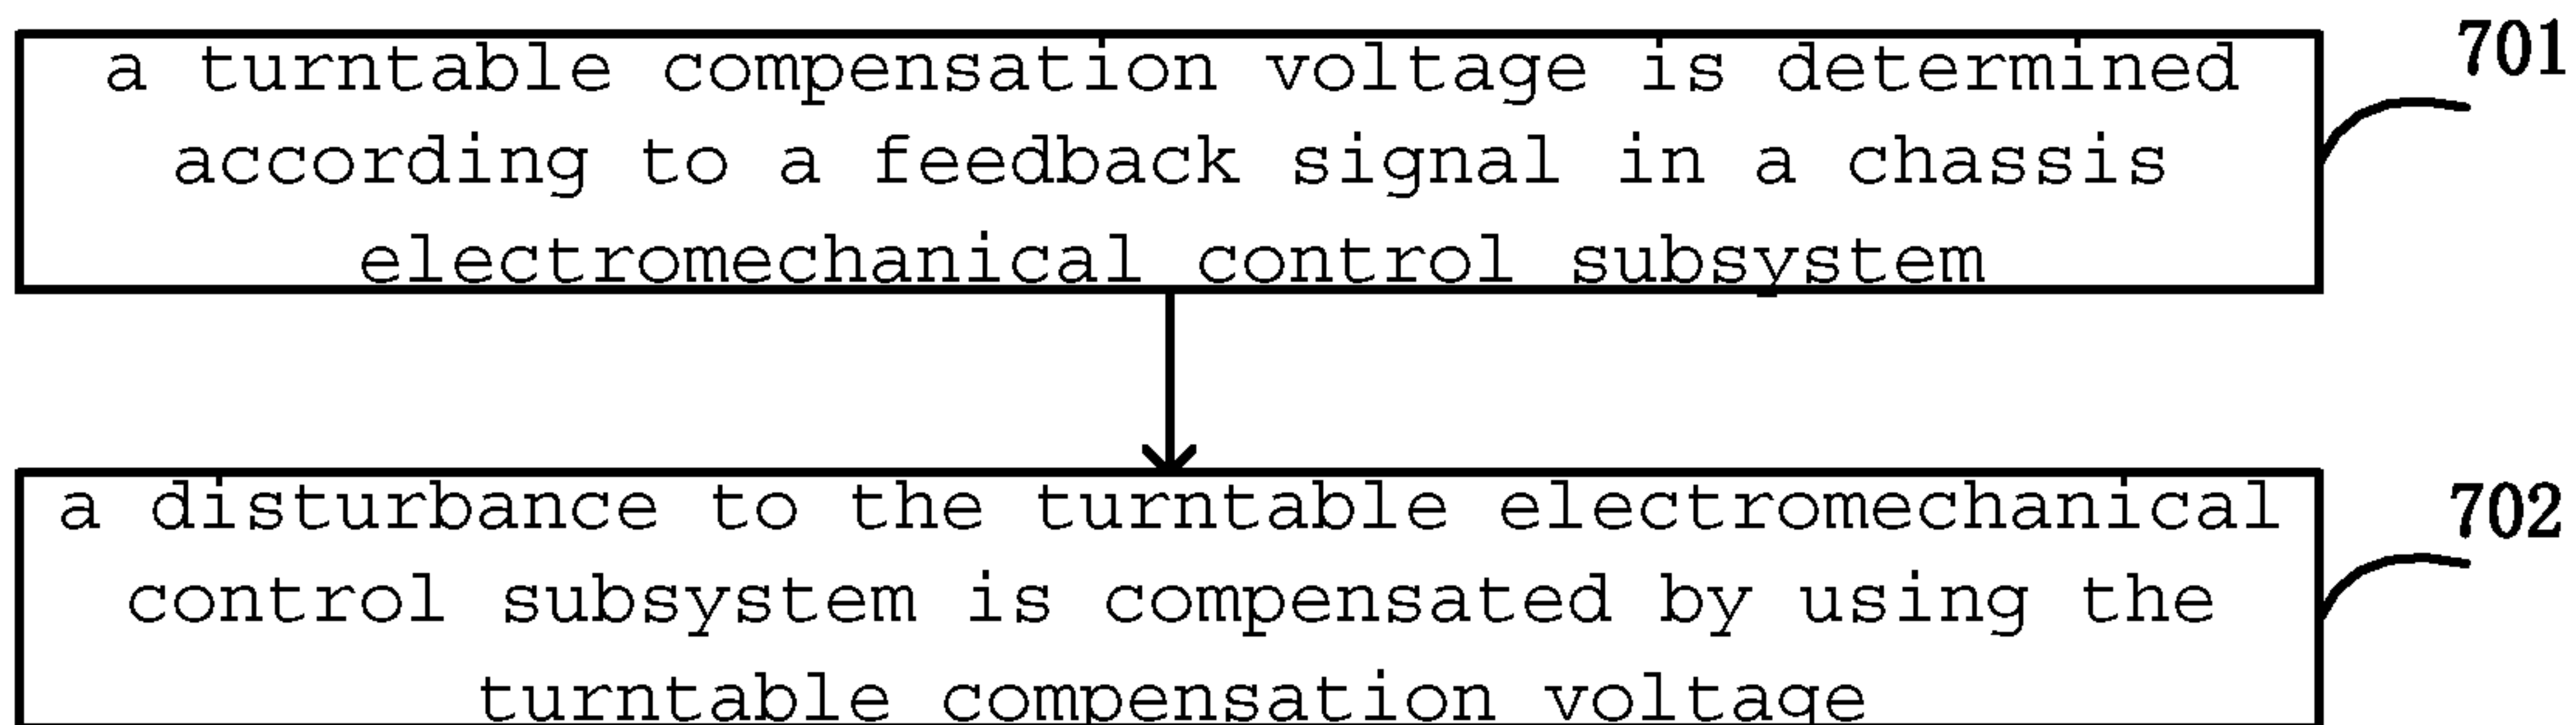 a turntable compensation voltage is determined
701
according to a feedback signal in a chassis
electromechanical control subsystem
a disturbance to the turntable electromechanical
702
control subsystem is compensated by using the
turntable compensation voltage